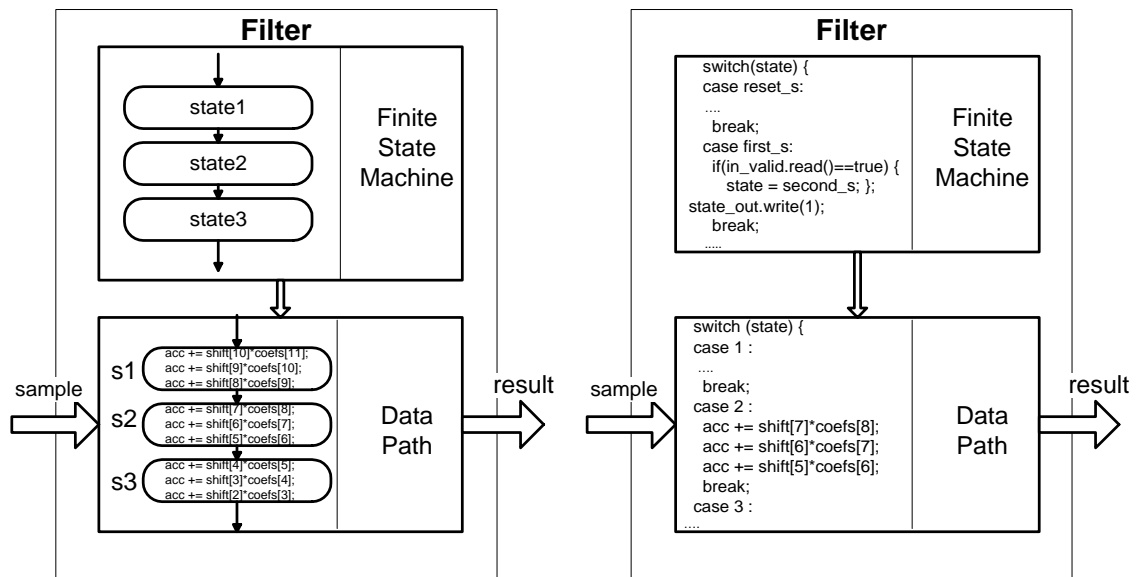 Filter
state1
state2
state3
Finite
State
Machine
s1
acc += shift[10]*coefs[11];
acc += shift[9]*coefs[10];
acc += shift[8]*coefs[9];
s2
acc += shift[7]*coefs[8];
acc += shift[6]*coefs[7];
acc += shift[5]*coefs[6];
s3
acc += shift[4]*coefs[5];
acc += shift[3]*coefs[4];
acc += shift[2]*coefs[3];
Data
Path
sample
result
Filter
switch(state) {
case reset_s:
....
break;
case first_s:
if(in_valid.read()==true) {
state = second_s; };
state_out.write(1);
break;
.....
Finite
State
Machine
switch (state) {
case 1 :
....
break;
case 2 :
acc += shift[7]*coefs[8];
acc += shift[6]*coefs[7];
acc += shift[5]*coefs[6];
break;
case 3 :
....
Data
Path
sample
result